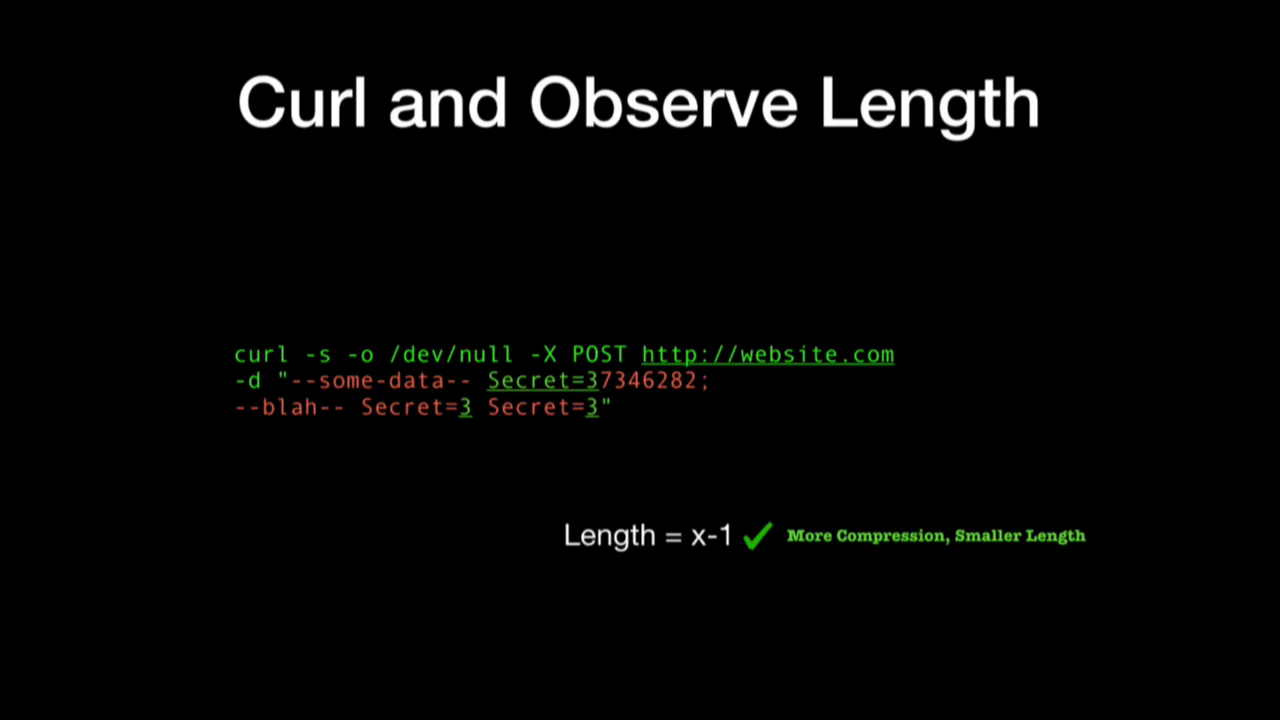 Curl and Observe Length
curl -s -o /dev/null -X POST http://website.com
-d "--some-data-- Secret=37346282;
--blah-- Secret=3 Secret=3"
Length = x-1 ✓ More Compression, Smaller Length